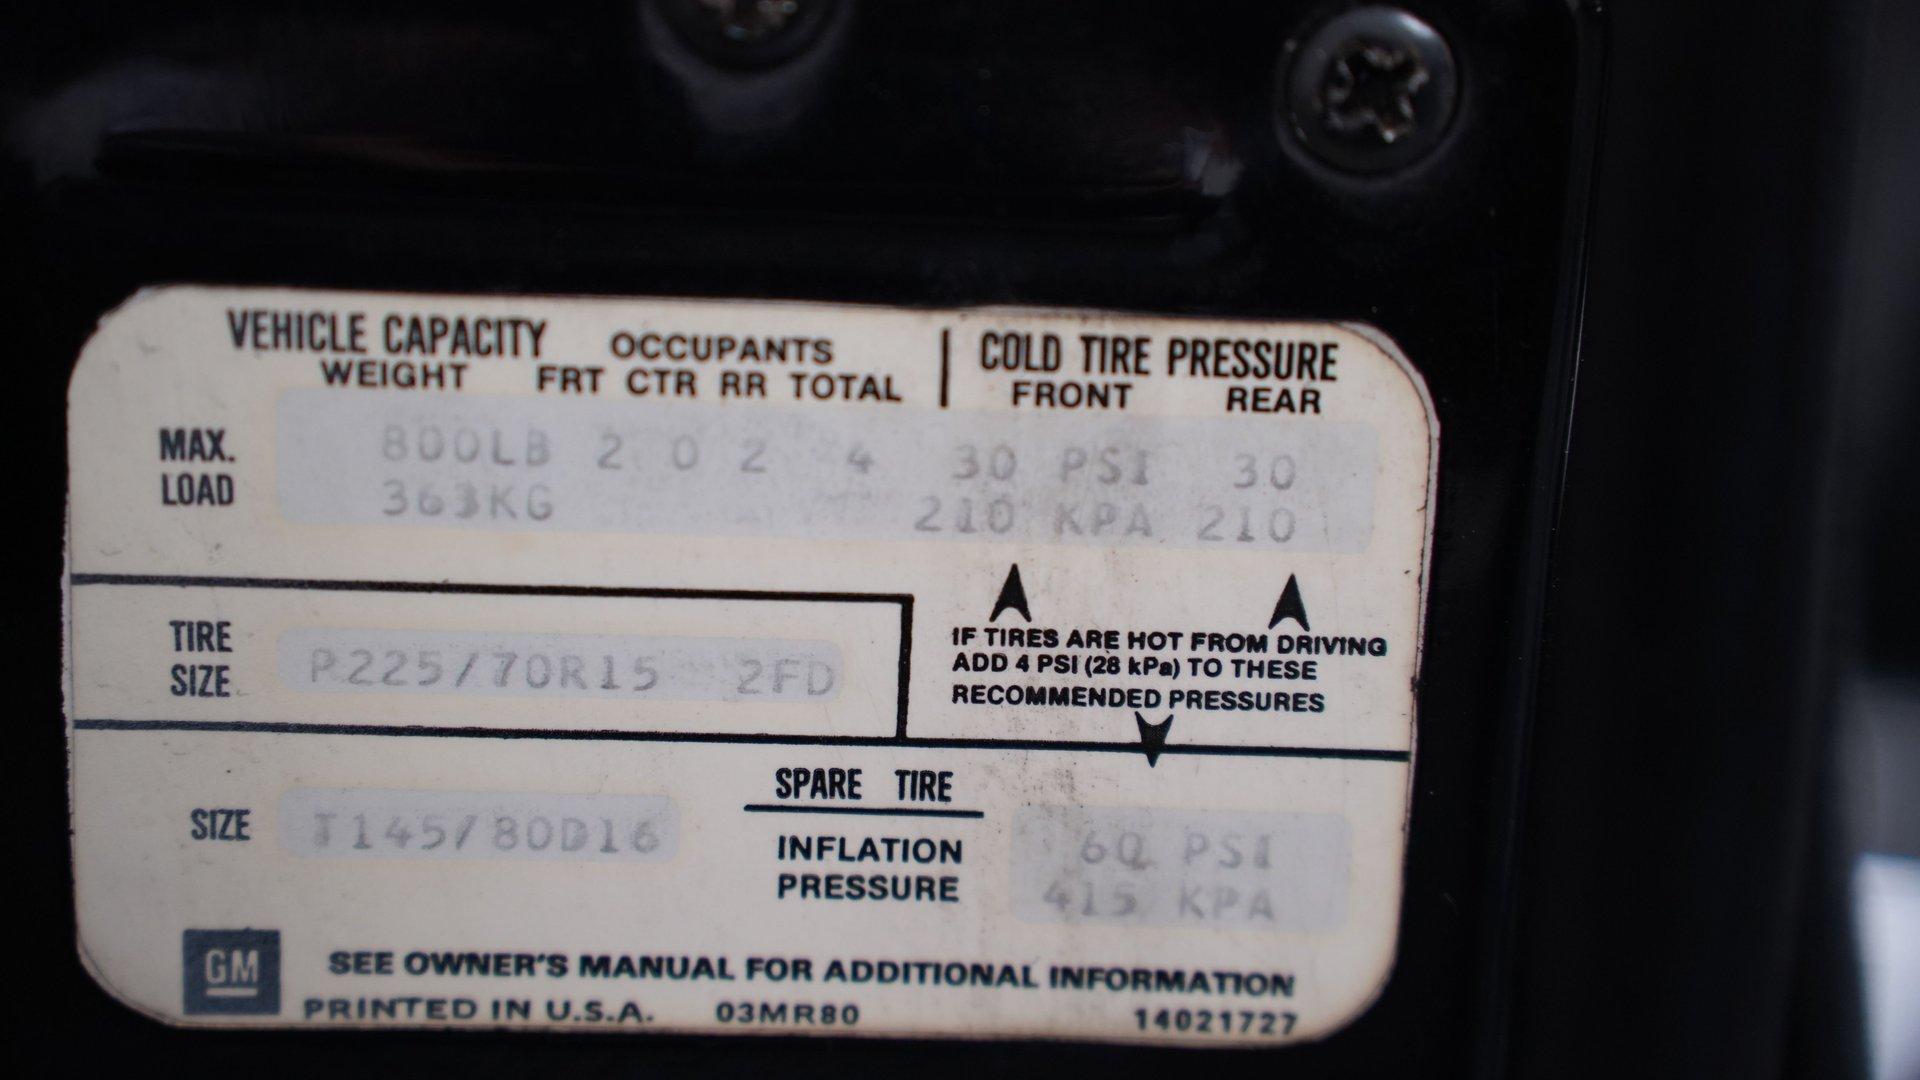 VEHICLE CAPACITY OCCUPANTS COLD TIRE PRESSURE
WEIGHT FRT CTR RR TOTAL FRONT REAR
MAX. LOAD
800LB 2 0 2 4 30 PSI 30
363KG 210 KPA 210
TIRE SIZE
P225/70R15 2FD
IF TIRES ARE HOT FROM DRIVING
ADD 4 PSI (28 kPa) TO THESE
RECOMMENDED PRESSURES
SPARE TIRE
SIZE T145/80D16
INFLATION
PRESSURE
60 PSI
415 KPA
GM
SEE OWNER'S MANUAL FOR ADDITIONAL INFORMATION
PRINTED IN U.S.A. 03MR80 14021727